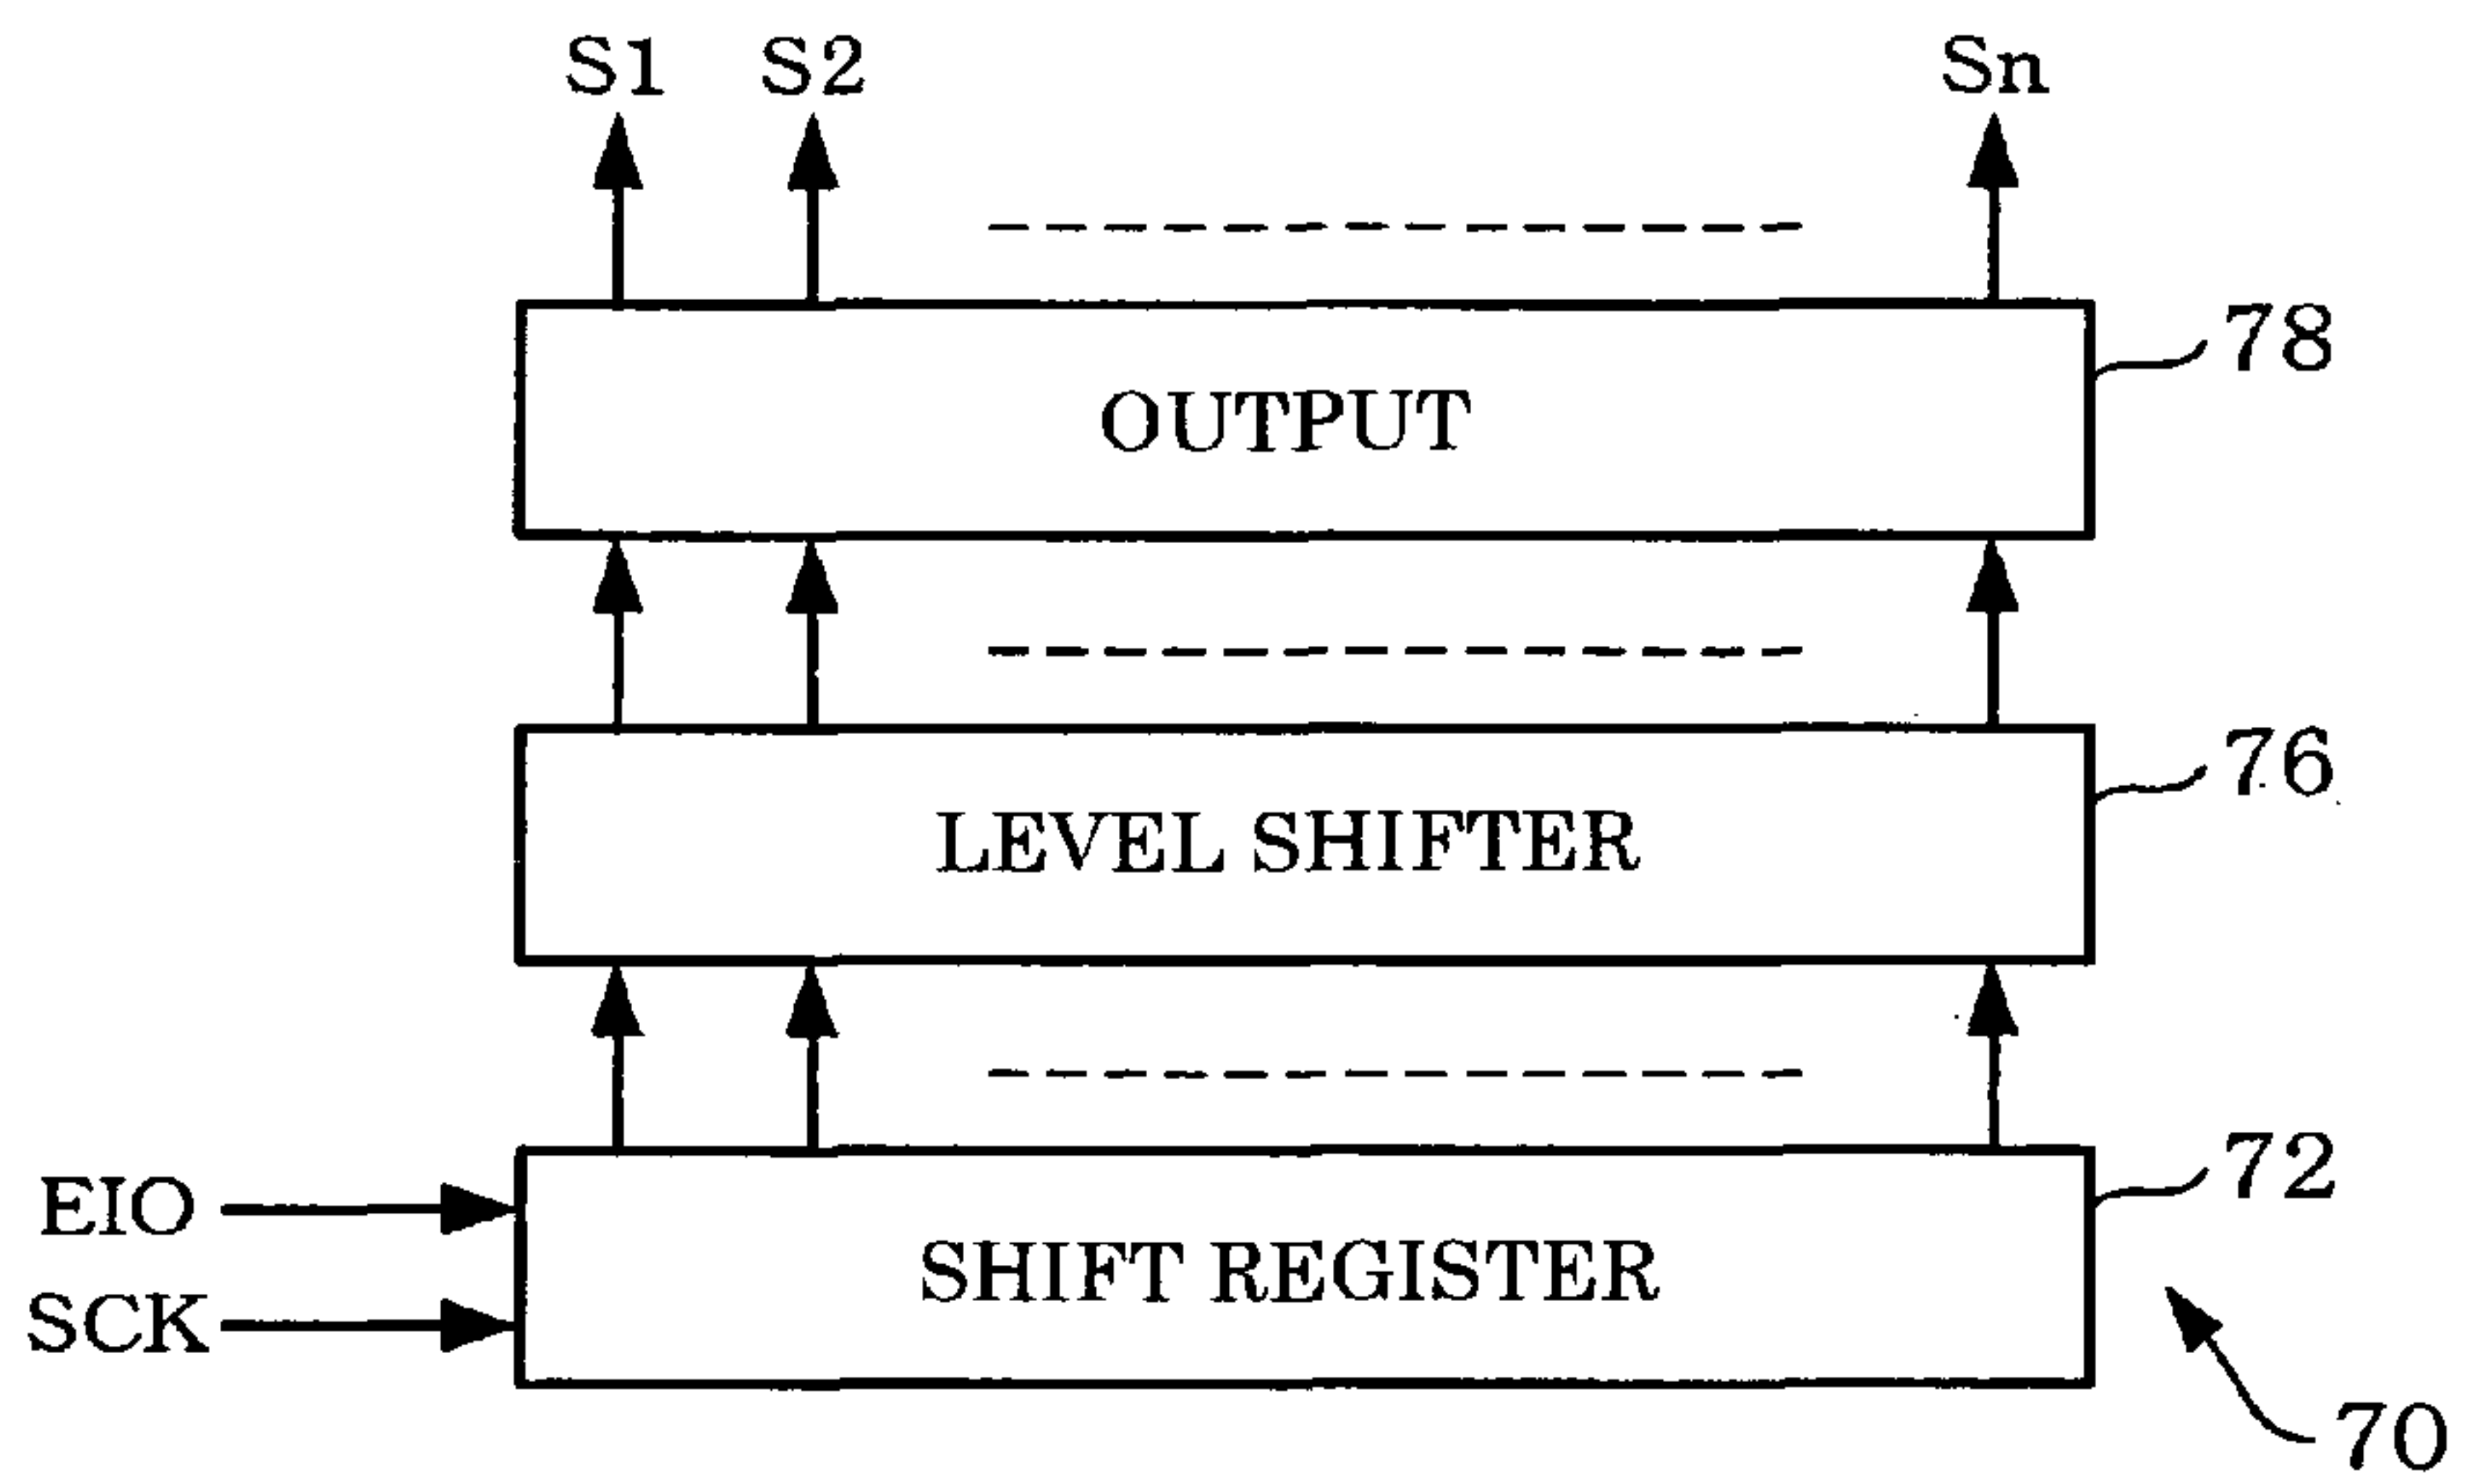 S1 S2 Sn
78
OUTPUT
76
LEVEL SHIFTER
72
EIO
SHIFT REGISTER
SCK
70